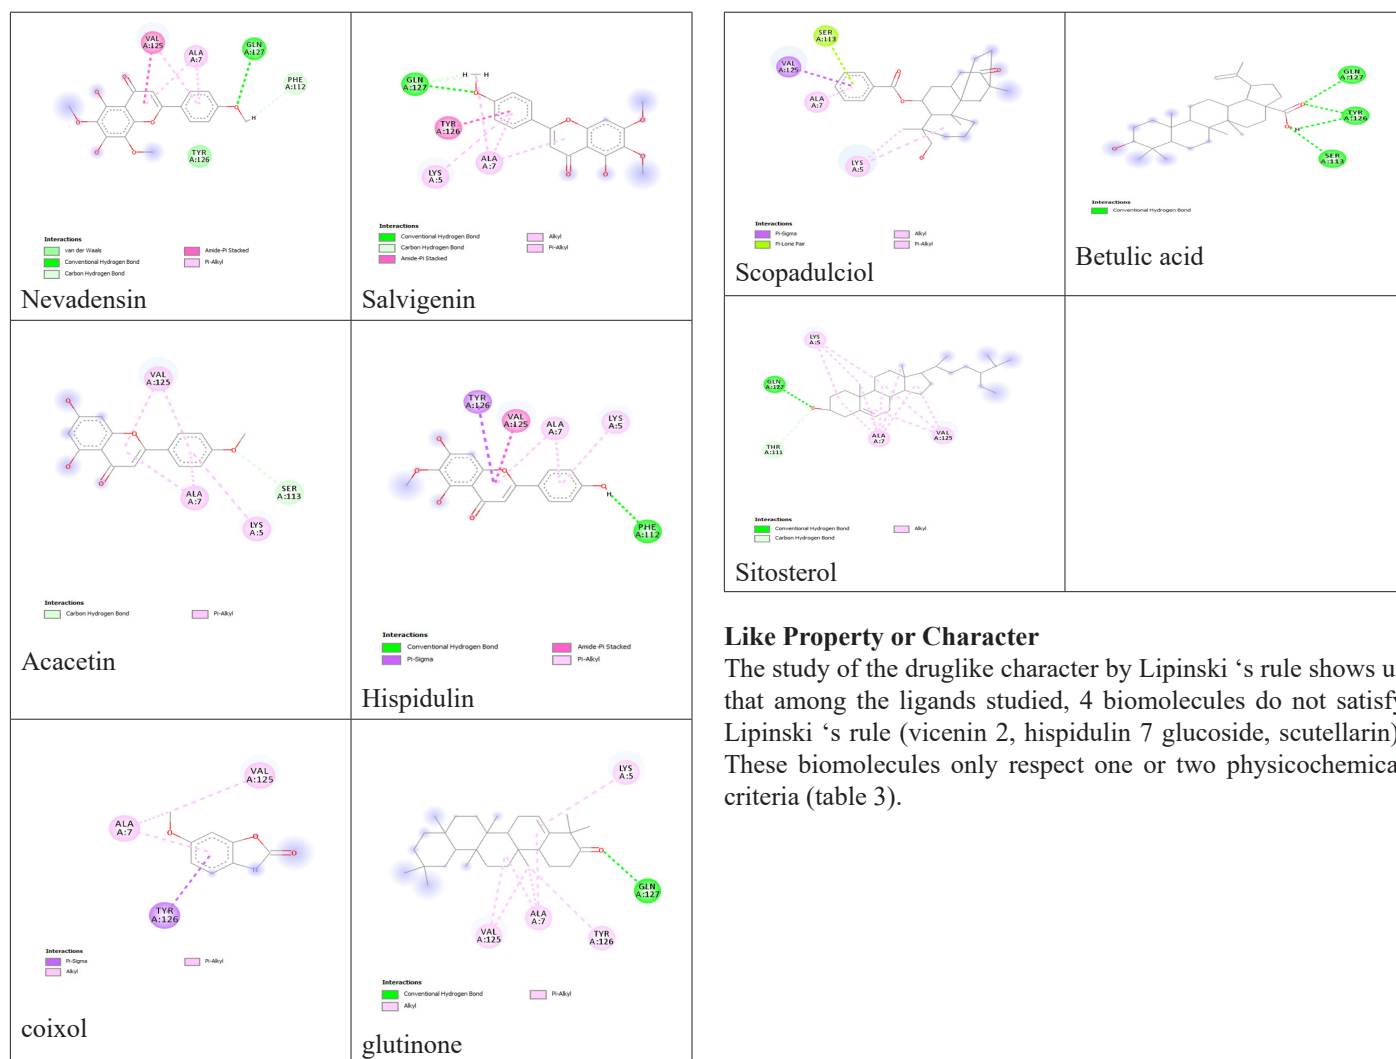 VAL
A:125
ALA
A:7
GLN
A:127
PHE
A:112
H
TYR
A:126
Interactions
van der Waals
Conventional Hydrogen Bond
Carbon Hydrogen Bond
Amide-Pi Stacked
Pi-Alkyl
Nevadensin
H H
GLN
A:127
TYR
A:126
LYS
A:5
ALA
A:7
Interactions
Conventional Hydrogen Bond
Carbon Hydrogen Bond
Amide-Pi Stacked
Alkyl
Pi-Alkyl
Salvigenin
VAL
A:125
SER
A:113
ALA
A:7
LYS
A:5
Interactions
Carbon Hydrogen Bond
Pi-Alkyl
Acacetin
TYR
A:126
VAL
A:125
ALA
A:7
LYS
A:5
H
PHE
A:112
Interactions
Conventional Hydrogen Bond
Pi-Sigma
Amide-Pi Stacked
Pi-Alkyl
Hispidulin
VAL
A:125
ALA
A:7
TYR
A:126
Interactions
Pi-Sigma
Alkyl
Pi-Alkyl
coixol
LYS
A:5
GLN
A:127
ALA
A:7
VAL
A:125
TYR
A:126
Interactions
Conventional Hydrogen Bond
Alkyl
Pi-Alkyl
glutinone
SER
A:113
VAL
A:125
ALA
A:7
LYS
A:5
Interactions
Pi-Sigma
Pi-Lone Pair
Alkyl
Pi-Alkyl
Scopadulciol
GLN
A:127
TYR
A:126
H
SER
A:113
Interactions
Conventional Hydrogen Bond
Betulic acid
LYS
A:5
GLN
A:127
THR
A:111
ALA
A:7
VAL
A:125
Interactions
Conventional Hydrogen Bond
Carbon Hydrogen Bond
Alkyl
Sitosterol
Like Property or Character
The study of the druglike character by Lipinski ‘s rule shows u
that among the ligands studied, 4 biomolecules do not satisfy
Lipinski ‘s rule (vicenin 2, hispidulin 7 glucoside, scutellarin)
These biomolecules only respect one or two physicochemica
criteria (table 3).